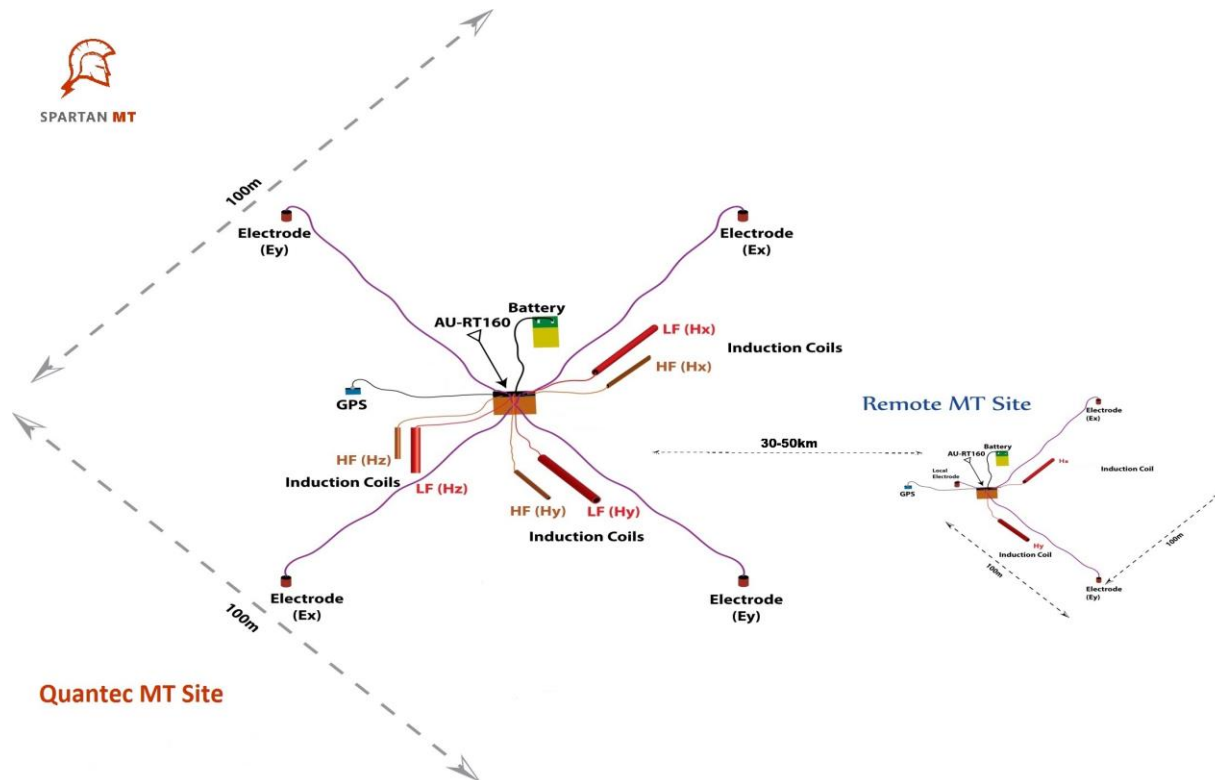 SPARTAN MT
100m
Electrode
(Ey)
Electrode
(Ex)
Battery
AU-RT160
LF (Hx)
Induction Coils
HF (Hx)
GPS
HF (Hz)
Induction Coils
LF (Hz)
HF (Hy)
LF (Hy)
Induction Coils
Electrode
(Ex)
Electrode
(Ey)
100m
Quantec MT Site
30-50km
Remote MT Site
Electrode
(Ex)
Battery
AU-RT160
Hx
Induction Coil
Local
Electrode
GPS
Hy
Induction Coil
100m
100m
Electrode
(Ey)